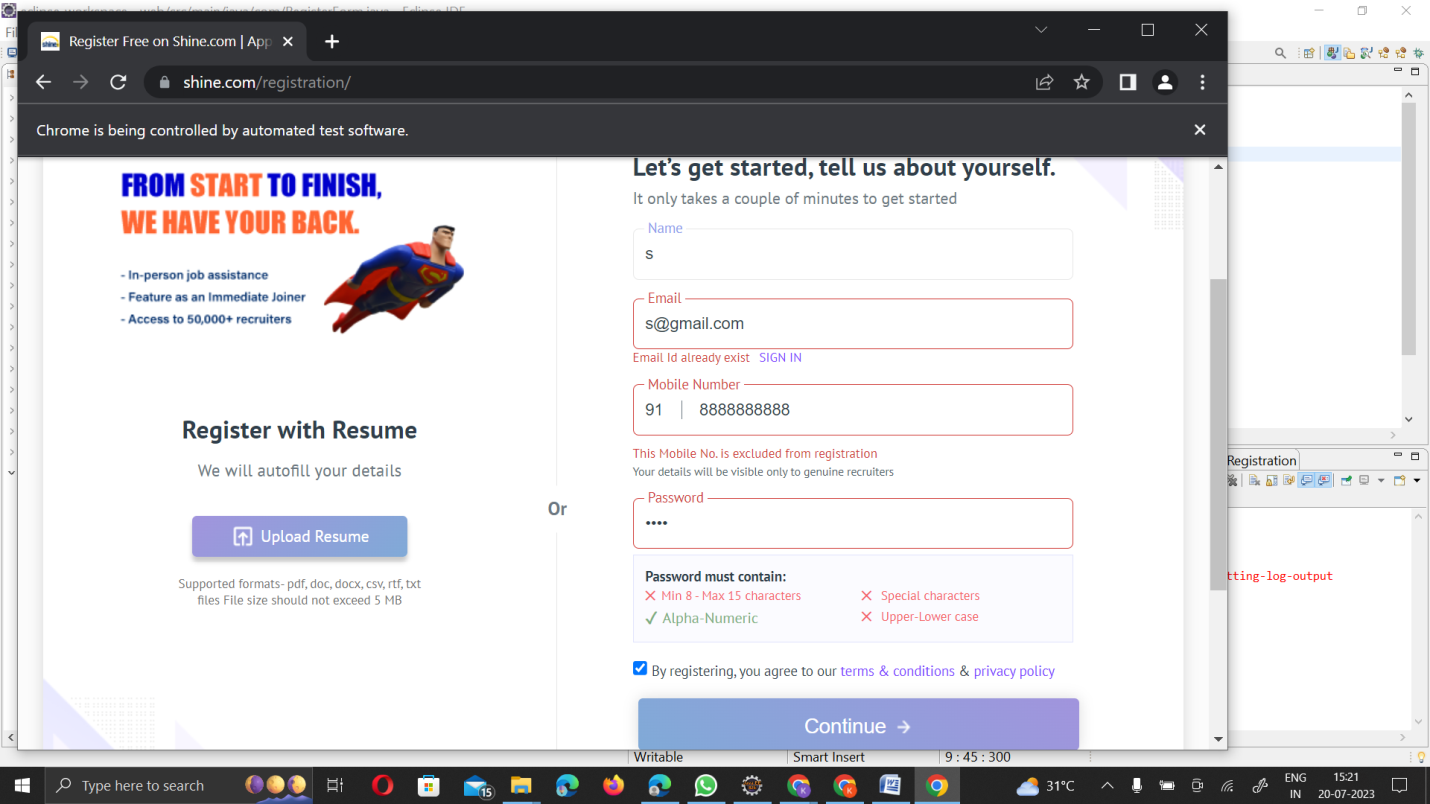 Register Free on Shine.com | App
shine.com/registration/
Chrome is being controlled by automated test software.
FROM START TO FINISH,
WE HAVE YOUR BACK.
- In-person job assistance
- Feature as an Immediate Joiner
- Access to 50,000+ recruiters
Register with Resume
We will autofill your details
Upload Resume
Supported formats- pdf, doc, docx, csv, rtf, txt
files File size should not exceed 5 MB
Or
Let's get started, tell us about yourself.
It only takes a couple of minutes to get started
Name
s
Email
s@gmail.com
Email Id already exist SIGN IN
Mobile Number
91 8888888888
This Mobile No. is excluded from registration
Your details will be visible only to genuine recruiters
Password
••••
Password must contain:
Min 8 - Max 15 characters
Special characters
Alpha-Numeric
Upper-Lower case
By registering, you agree to our terms & conditions & privacy policy
Continue
Registration
tting-log-output
Writable
Smart Insert
9 : 45 : 300
Type here to search
15
31°C
ENG
IN
15:21
20-07-2023